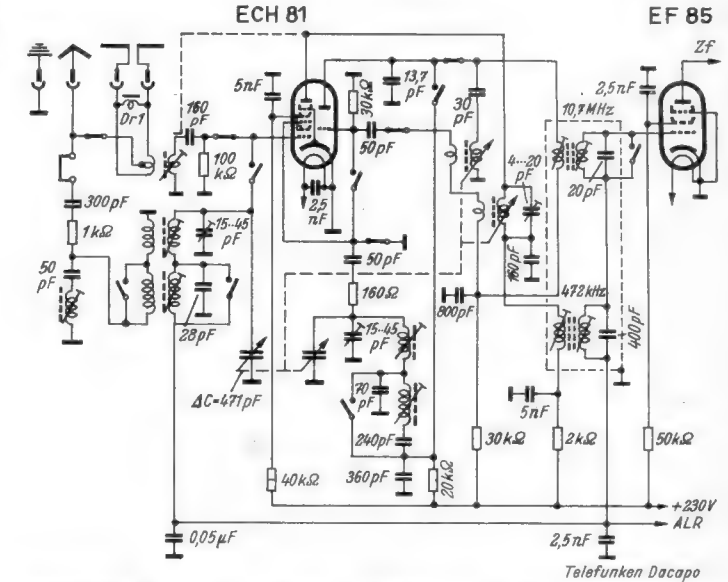 ECH 81
EF 85
Zf
5nF
13,7 pF
2,5 nF
160 pF
30kΩ
30 pF
10,7MHz
Dr1
50pF
4...20 pF
100 kΩ
20pF
300pF
2,5 nF
15-45 pF
1kΩ
50pF
160pF
50 pF
160Ω
472kHz
28pF
800pF
15-45 pF
400pF
ΔC=471pF
70 pF
5nF
240pF
30kΩ
2kΩ
50kΩ
40kΩ
360pF
20kΩ
+230V
ALR
0,05µF
2,5nF
Telefunken Dacapo